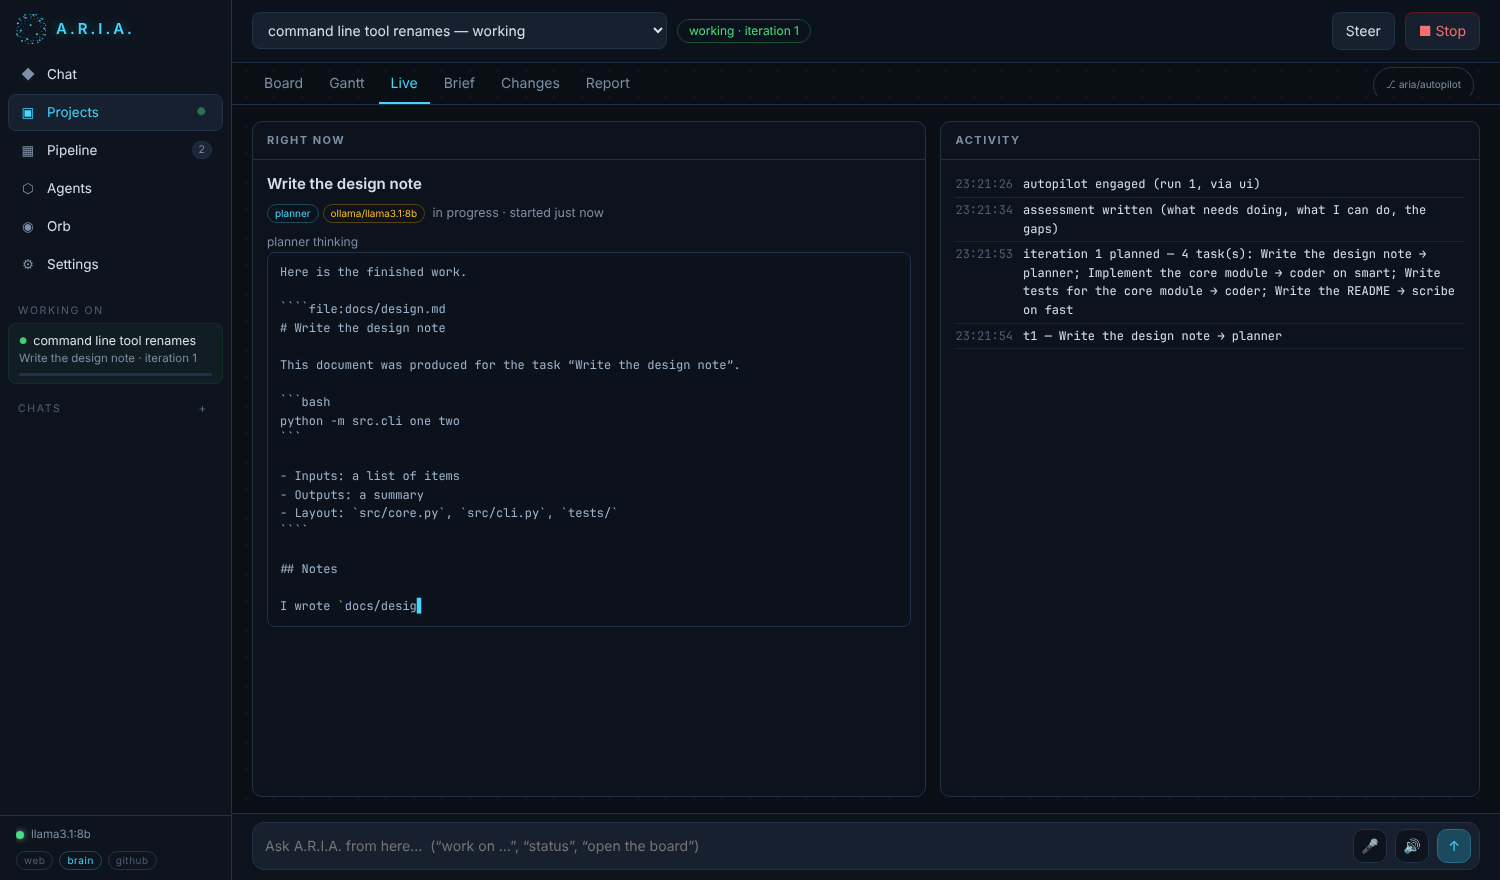 A.R.I.A.
Chat
Projects
Pipeline 2
Agents
Orb
Settings
WORKING ON
command line tool renames
Write the design note · iteration 1
CHATS +
llama3.1:8b
web brain github
command line tool renames — working
working · iteration 1
Steer
Stop
Board Gantt Live Brief Changes Report
aria/autopilot
RIGHT NOW
Write the design note
planner ollama/llama3.1:8b in progress · started just now
planner thinking
Here is the finished work.
````file:docs/design.md
# Write the design note
This document was produced for the task “Write the design note”.
```bash
python -m src.cli one two
```
- Inputs: a list of items
- Outputs: a summary
- Layout: `src/core.py`, `src/cli.py`, `tests/`
````
## Notes
I wrote `docs/desig
ACTIVITY
23:21:26 autopilot engaged (run 1, via ui)
23:21:34 assessment written (what needs doing, what I can do, the
gaps)
23:21:53 iteration 1 planned — 4 task(s): Write the design note →
planner; Implement the core module → coder on smart; Write
tests for the core module → coder; Write the README → scribe
on fast
23:21:54 t1 — Write the design note → planner
Ask A.R.I.A. from here... (“work on …”, “status”, “open the board”)